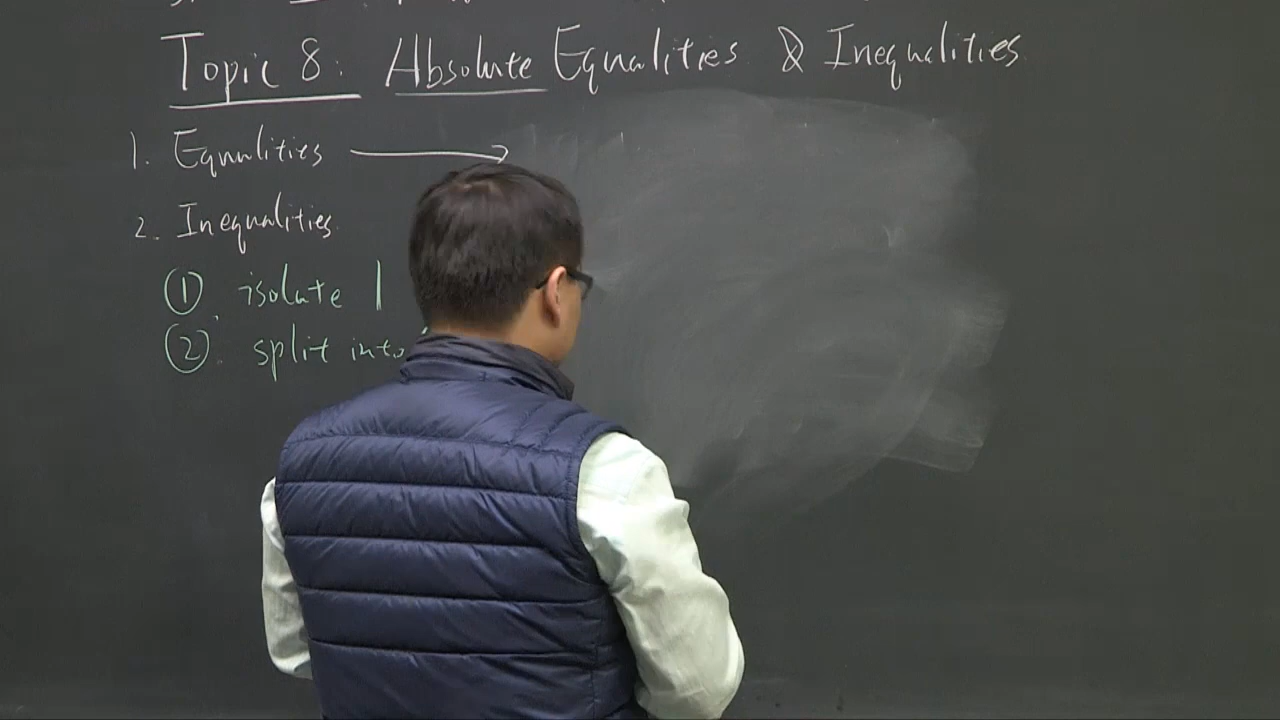 Topic 8: Absolute Equalities & Inequalities
1. Equalities →
2. Inequalities
① isolate |
② split into